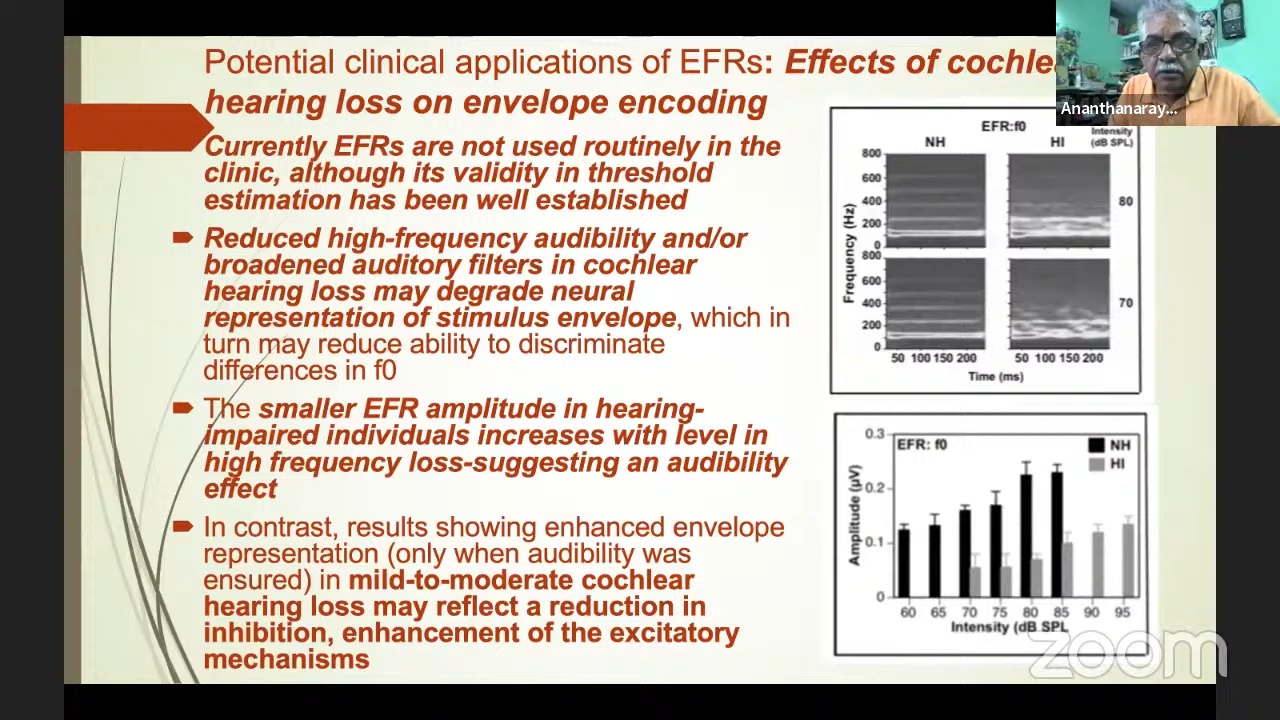 Potential clinical applications of EFRs: Effects of cochle
hearing loss on envelope encoding
Currently EFRs are not used routinely in the
clinic, although its validity in threshold
estimation has been well established
Reduced high-frequency audibility and/or
broadened auditory filters in cochlear
hearing loss may degrade neural
representation of stimulus envelope, which in
turn may reduce ability to discriminate
differences in f0
The smaller EFR amplitude in hearing-
impaired individuals increases with level in
high frequency loss-suggesting an audibility
effect
In contrast, results showing enhanced envelope
representation (only when audibility was
ensured) in mild-to-moderate cochlear
hearing loss may reflect a reduction in
inhibition, enhancement of the excitatory
mechanisms
Ananthanaray...
EFR:f0
NH HI Intensity
(dB SPL)
800
600
400
200
0
80
800
600
400
200
0
70
Frequency (Hz)
50 100 150 200 50 100 150 200
Time (ms)
EFR: f0
NH
HI
0.3
0.2
0.1
0
Amplitude (µV)
60 65 70 75 80 85 90 95
Intensity (dB SPL
zoom